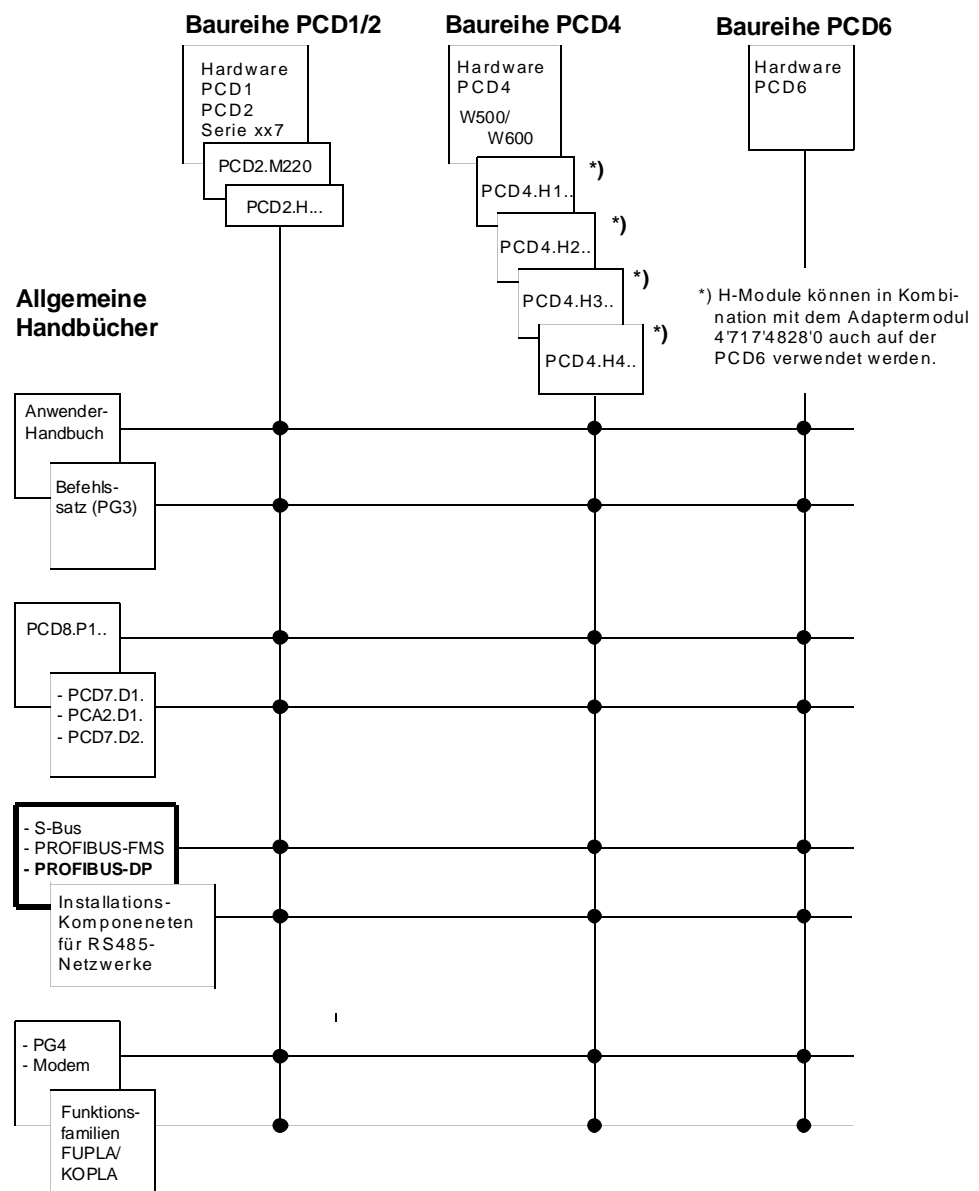 Baureihe PCD1/2
Baureihe PCD4
Baureihe PCD6
Hardware
PCD1
PCD2
Serie xx7
PCD2.M220
PCD2.H...
Hardware
PCD4
W500/
W600
*)
PCD4.H1..
*)
PCD4.H2..
*)
PCD4.H3..
*)
PCD4.H4..
Hardware
PCD6
*) H-Module können in Kombi-
nation mit dem Adaptermodul
4'717'4828'0 auch auf der
PCD6 verwendet werden.
Allgemeine
Handbücher
Anwender-
Handbuch
Befehls-
satz (PG3)
PCD8.P1..
- PCD7.D1.
- PCA2.D1.
- PCD7.D2.
- S-Bus
- PROFIBUS-FMS
- PROFIBUS-DP
Installations-
Komponeneten
für RS485-
Netzwerke
- PG4
- Modem
Funktions-
familien
FUPLA/
KOPLA